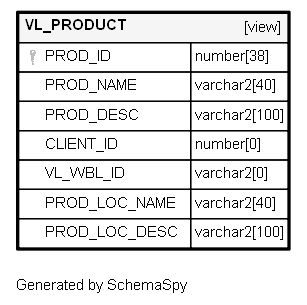 VL_PRODUCT [view]
PROD_ID number[38]
PROD_NAME varchar2[40]
PROD_DESC varchar2[100]
CLIENT_ID number[0]
VL_WBL_ID varchar2[0]
PROD_LOC_NAME varchar2[40]
PROD_LOC_DESC varchar2[100]
Generated by SchemaSpy